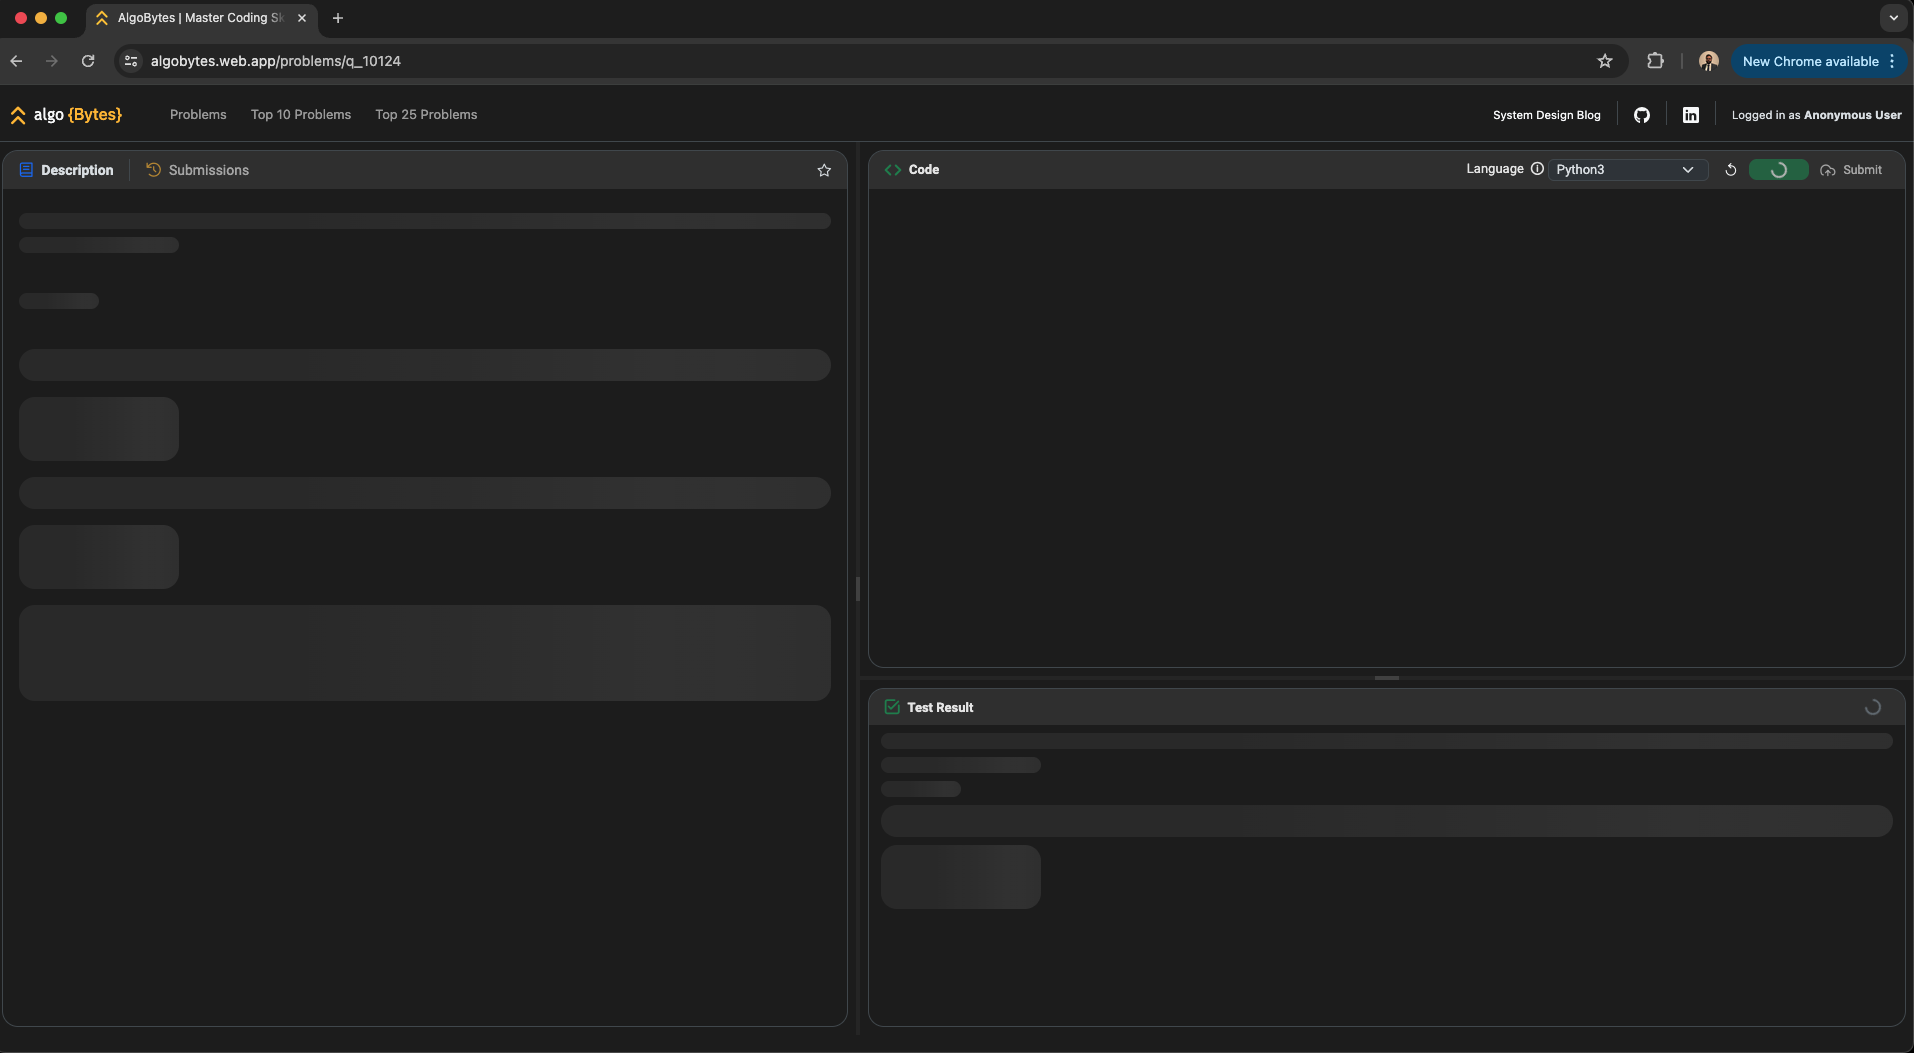 AlgoBytes | Master Coding Sk
algobytes.web.app/problems/q_10124
New Chrome available
algo {Bytes}
Problems
Top 10 Problems
Top 25 Problems
System Design Blog
Logged in as Anonymous User
Description
Submissions
Code
Language
Python3
Submit
Test Result